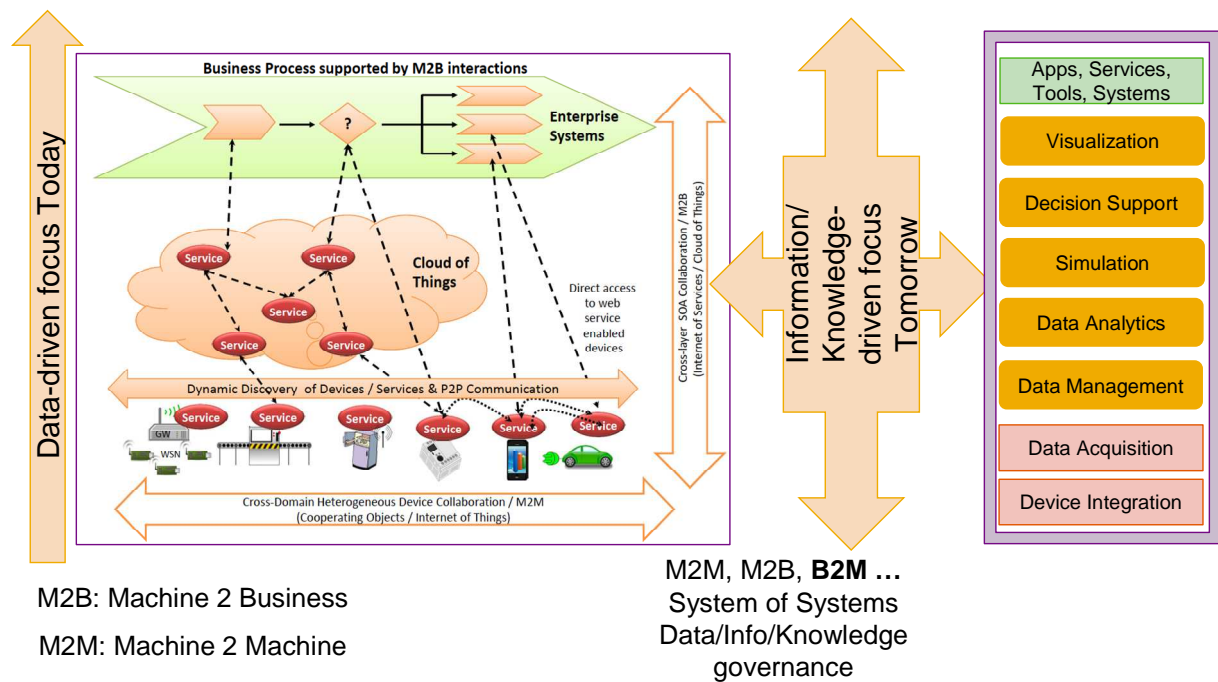 Data-driven focus Today
Business Process supported by M2B interactions
?
Enterprise
Systems
Service
Service
Cloud of
Things
Service
Service
Service
Direct access
to web
service
enabled
devices
Dynamic Discovery of Devices / Services & P2P Communication
Service
Service
Service
Service
Service
Service
GW
WSN
Cross-Domain Heterogeneous Device Collaboration / M2M
(Cooperating Objects / Internet of Things)
Cross-layer SOA Collaboration / M2B
(Internet of Services / Cloud of Things)
Information/
Knowledge-
driven focus
Tomorrow
Apps, Services,
Tools, Systems
Visualization
Decision Support
Simulation
Data Analytics
Data Management
Data Acquisition
Device Integration
M2B: Machine 2 Business
M2M: Machine 2 Machine
M2M, M2B, B2M ...
System of Systems
Data/Info/Knowledge
governance